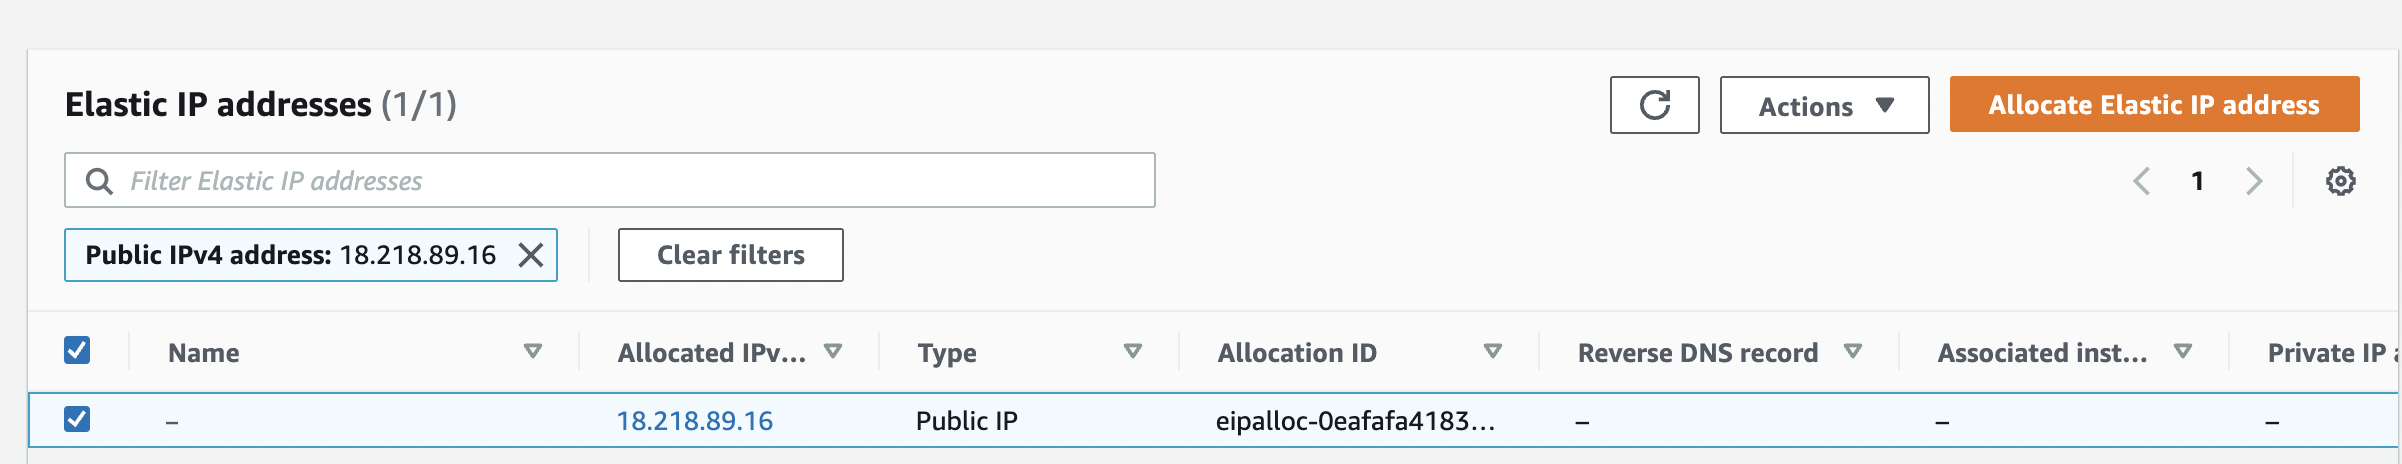 Elastic IP addresses (1/1)
Actions
Allocate Elastic IP address
Filter Elastic IP addresses
1
Public IPv4 address: 18.218.89.16
Clear filters
Name Allocated IPv... Type Allocation ID Reverse DNS record Associated inst... Private IP
– 18.218.89.16 Public IP eipalloc-0eafafa4183... – – –